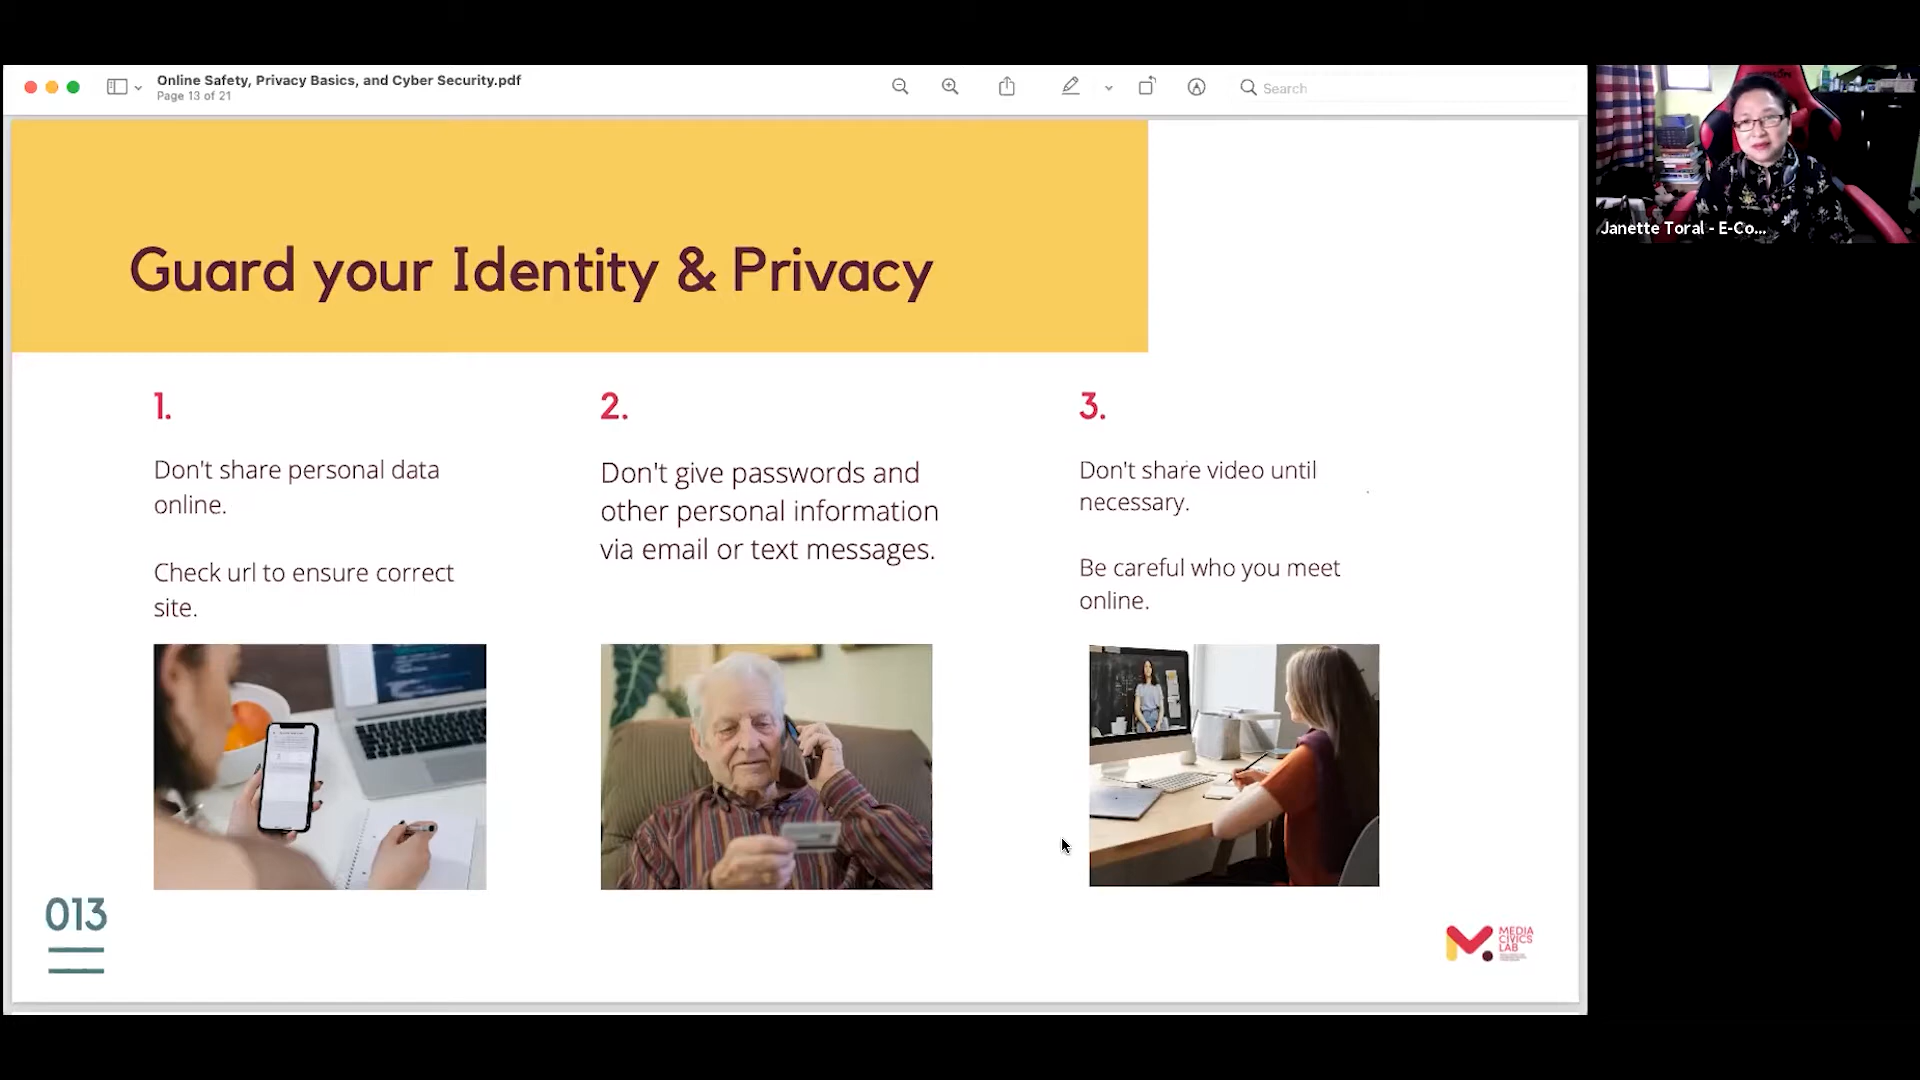 Online Safety, Privacy Basics, and Cyber Security.pdf
Page 13 of 21
Search
Janette Toral - E-Co...
Guard your Identity & Privacy
1.
Don't share personal data
online.
Check url to ensure correct
site.
2.
Don't give passwords and
other personal information
via email or text messages.
3.
Don't share video until
necessary.
Be careful who you meet
online.
013
MEDIA
CIVICS
LAB